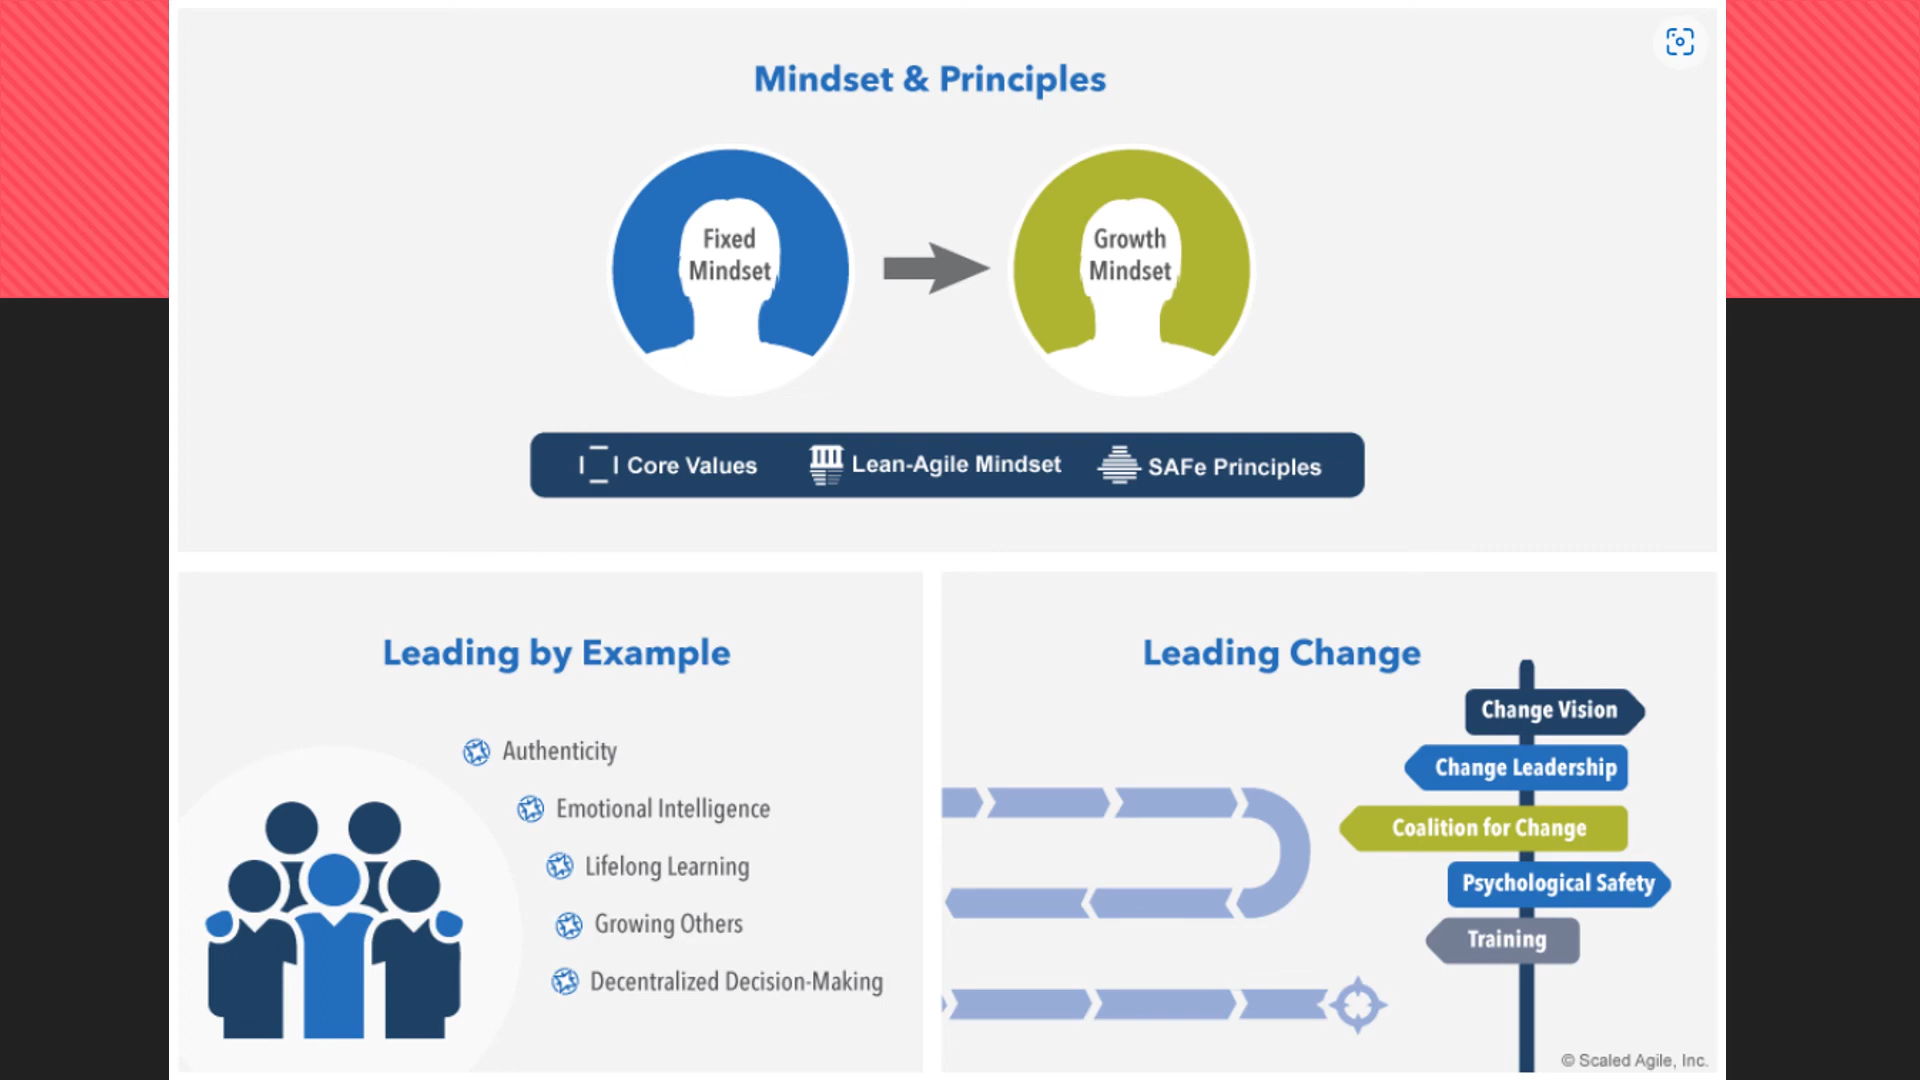 Mindset & Principles
Fixed
Mindset
Growth
Mindset
Core Values
Lean-Agile Mindset
SAFe Principles
Leading by Example
Authenticity
Emotional Intelligence
Lifelong Learning
Growing Others
Decentralized Decision-Making
Leading Change
Change Vision
Change Leadership
Coalition for Change
Psychological Safety
Training
© Scaled Agile, Inc.